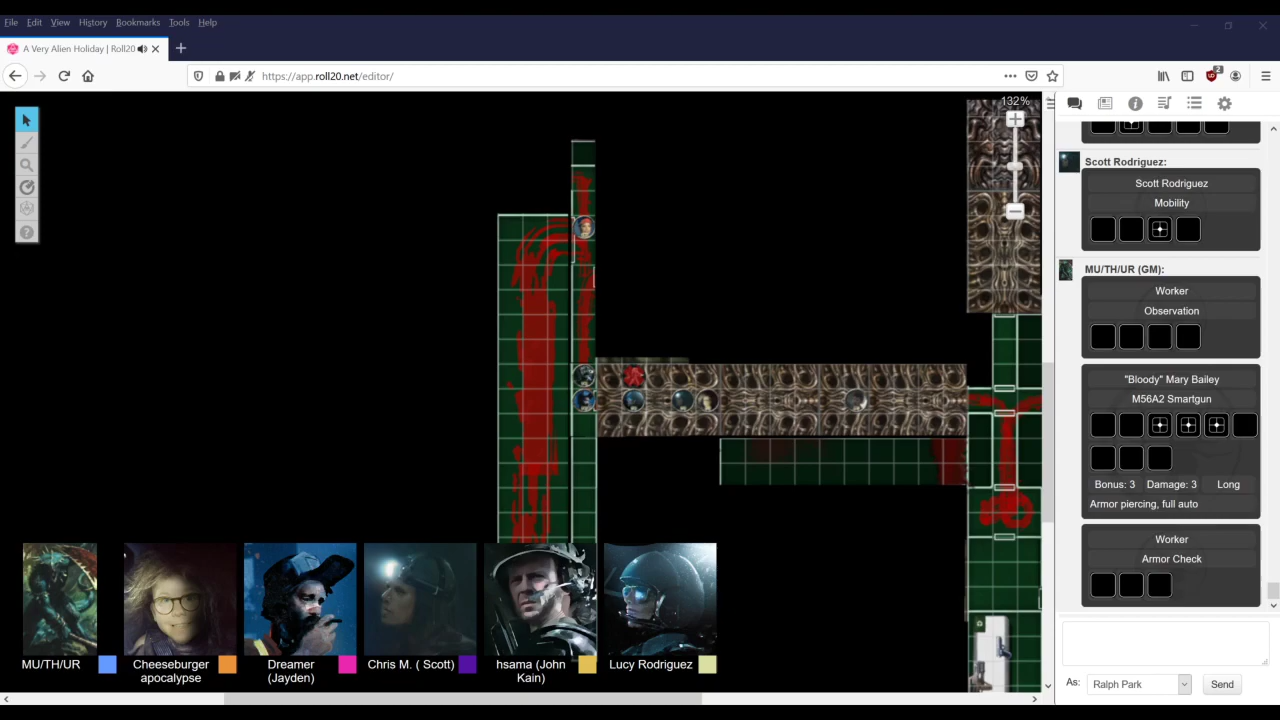 File Edit View History Bookmarks Tools Help
A Very Alien Holiday | Roll20
https://app.roll20.net/editor/
2
132%
Scott Rodriguez:
Scott Rodriguez
Mobility
MU/TH/UR (GM):
Worker
Observation
"Bloody" Mary Bailey
M56A2 Smartgun
Bonus: 3 Damage: 3 Long
Armor piercing, full auto
Worker
Armor Check
MU/TH/UR
Cheeseburger
apocalypse
Dreamer
(Jayden)
Chris M. ( Scott)
hsama (John
Kain)
Lucy Rodriguez
As: Ralph Park Send